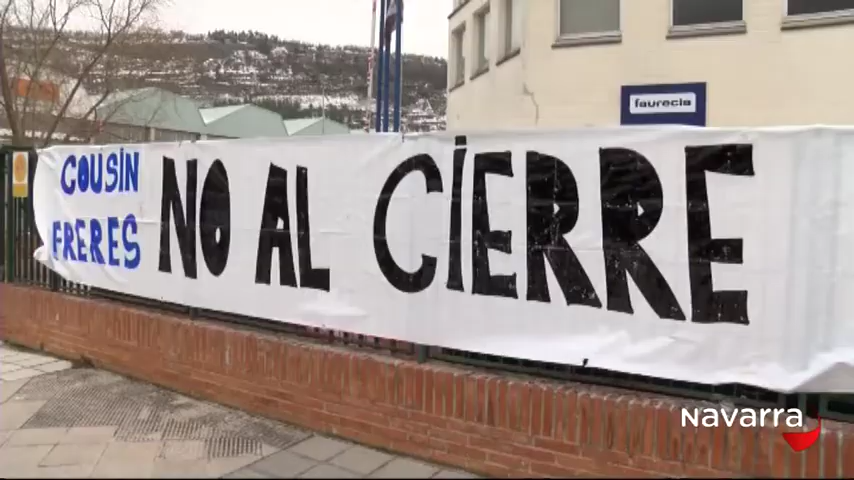 faurecia
COUSIN
FRERES
NO AL CIERRE
Navarra